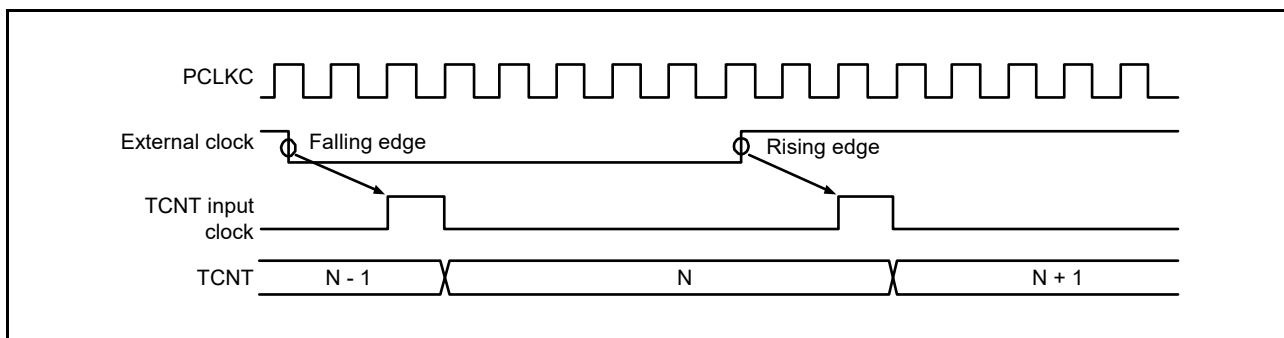 PCLKC
External clock
Falling edge
Rising edge
TCNT input
clock
TCNT
N - 1
N
N + 1